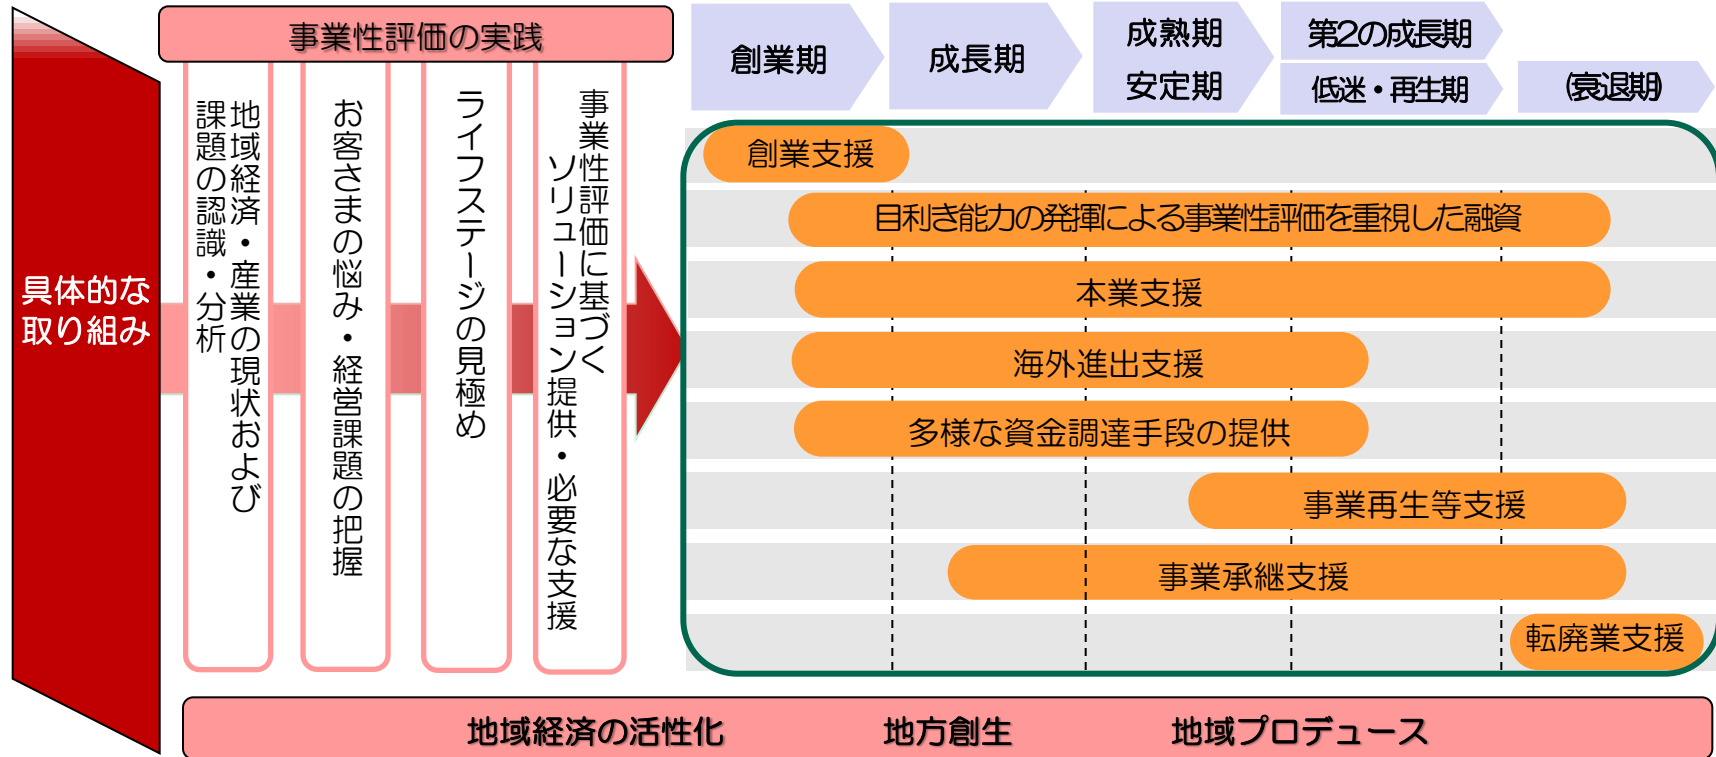 具体的な
取り組み
事業性評価の実践
地域経済・産業の現状および
課題の認識・分析
お客さまの悩み・経営課題の把握
ライフステージの見極め
事業性評価に基づく
ソリューション提供・必要な支援
創業期
成長期
成熟期
安定期
第2の成長期
低迷・再生期
(衰退期)
創業支援
目利き能力の発揮による事業性評価を重視した融資
本業支援
海外進出支援
多様な資金調達手段の提供
事業再生等支援
事業承継支援
転廃業支援
地域経済の活性化 地方創生 地域プロデュース